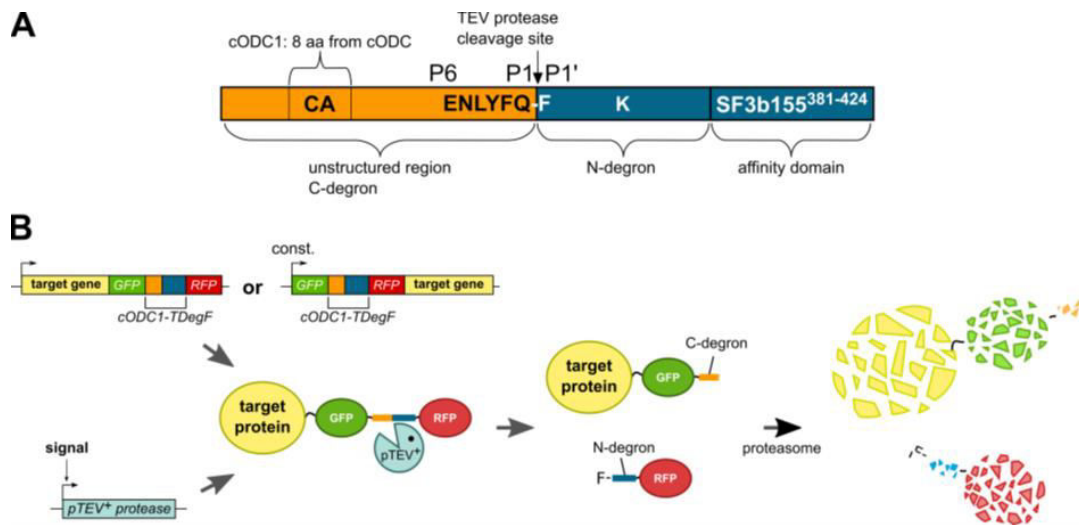 A
TEV protease
cleavage site
cODC1: 8 aa from cODC
P6 P1 P1'
CA ENLYFQ-F K SF3b155381-424
unstructured region
C-degron
N-degron
affinity domain
B
const.
target gene GFP RFP or GFP RFP target gene
cODC1-TDegF cODC1-TDegF
target
protein
GFP
RFP
pTEV+
signal
pTEV+ protease
C-degron
target
protein
GFP
N-degron
F-
RFP
proteasome